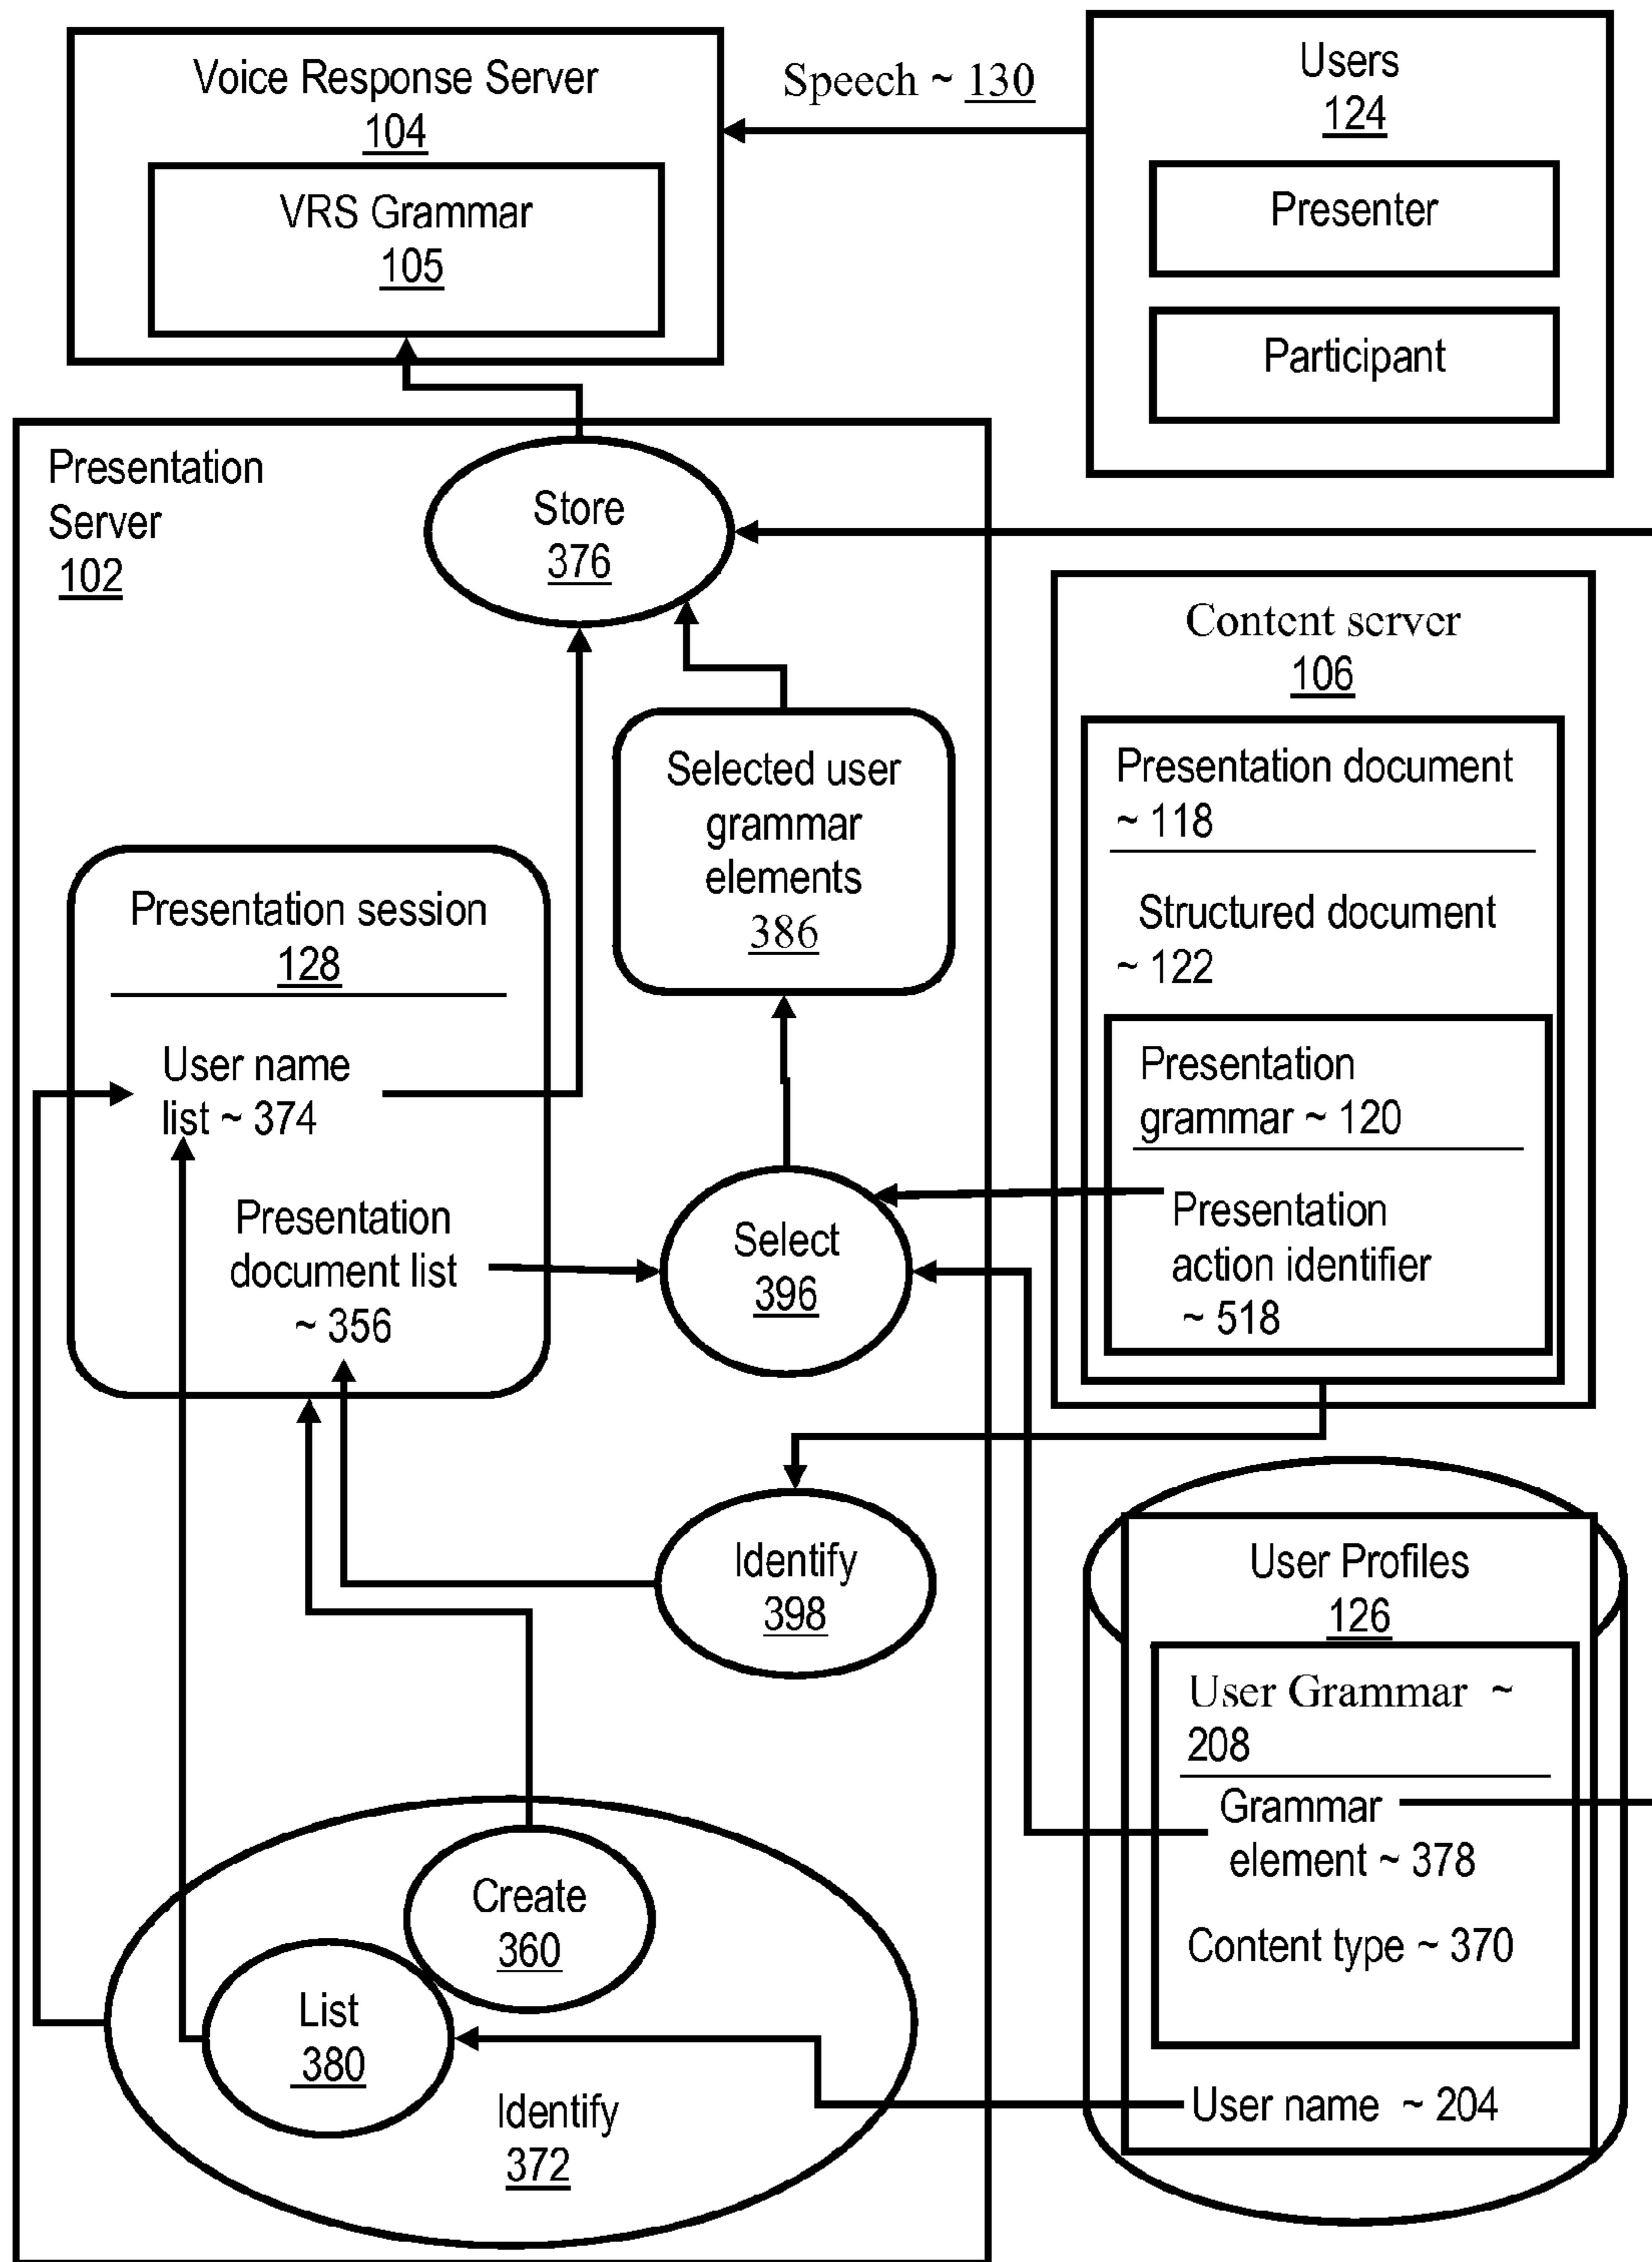 Voice Response Server
104
VRS Grammar
105
Speech ~ 130
Users
124
Presenter
Participant
Presentation
Server
102
Store
376
Selected user
grammar
elements
386
Content server
106
Presentation document
~ 118
Structured document
~ 122
Presentation
grammar ~ 120
Presentation
action identifier
~ 518
Presentation session
128
User name
list ~ 374
Presentation
document list
~ 356
Select
396
Identify
398
User Profiles
126
User Grammar ~
208
Grammar
element ~ 378
Content type ~ 370
User name ~ 204
Create
360
List
380
Identify
372